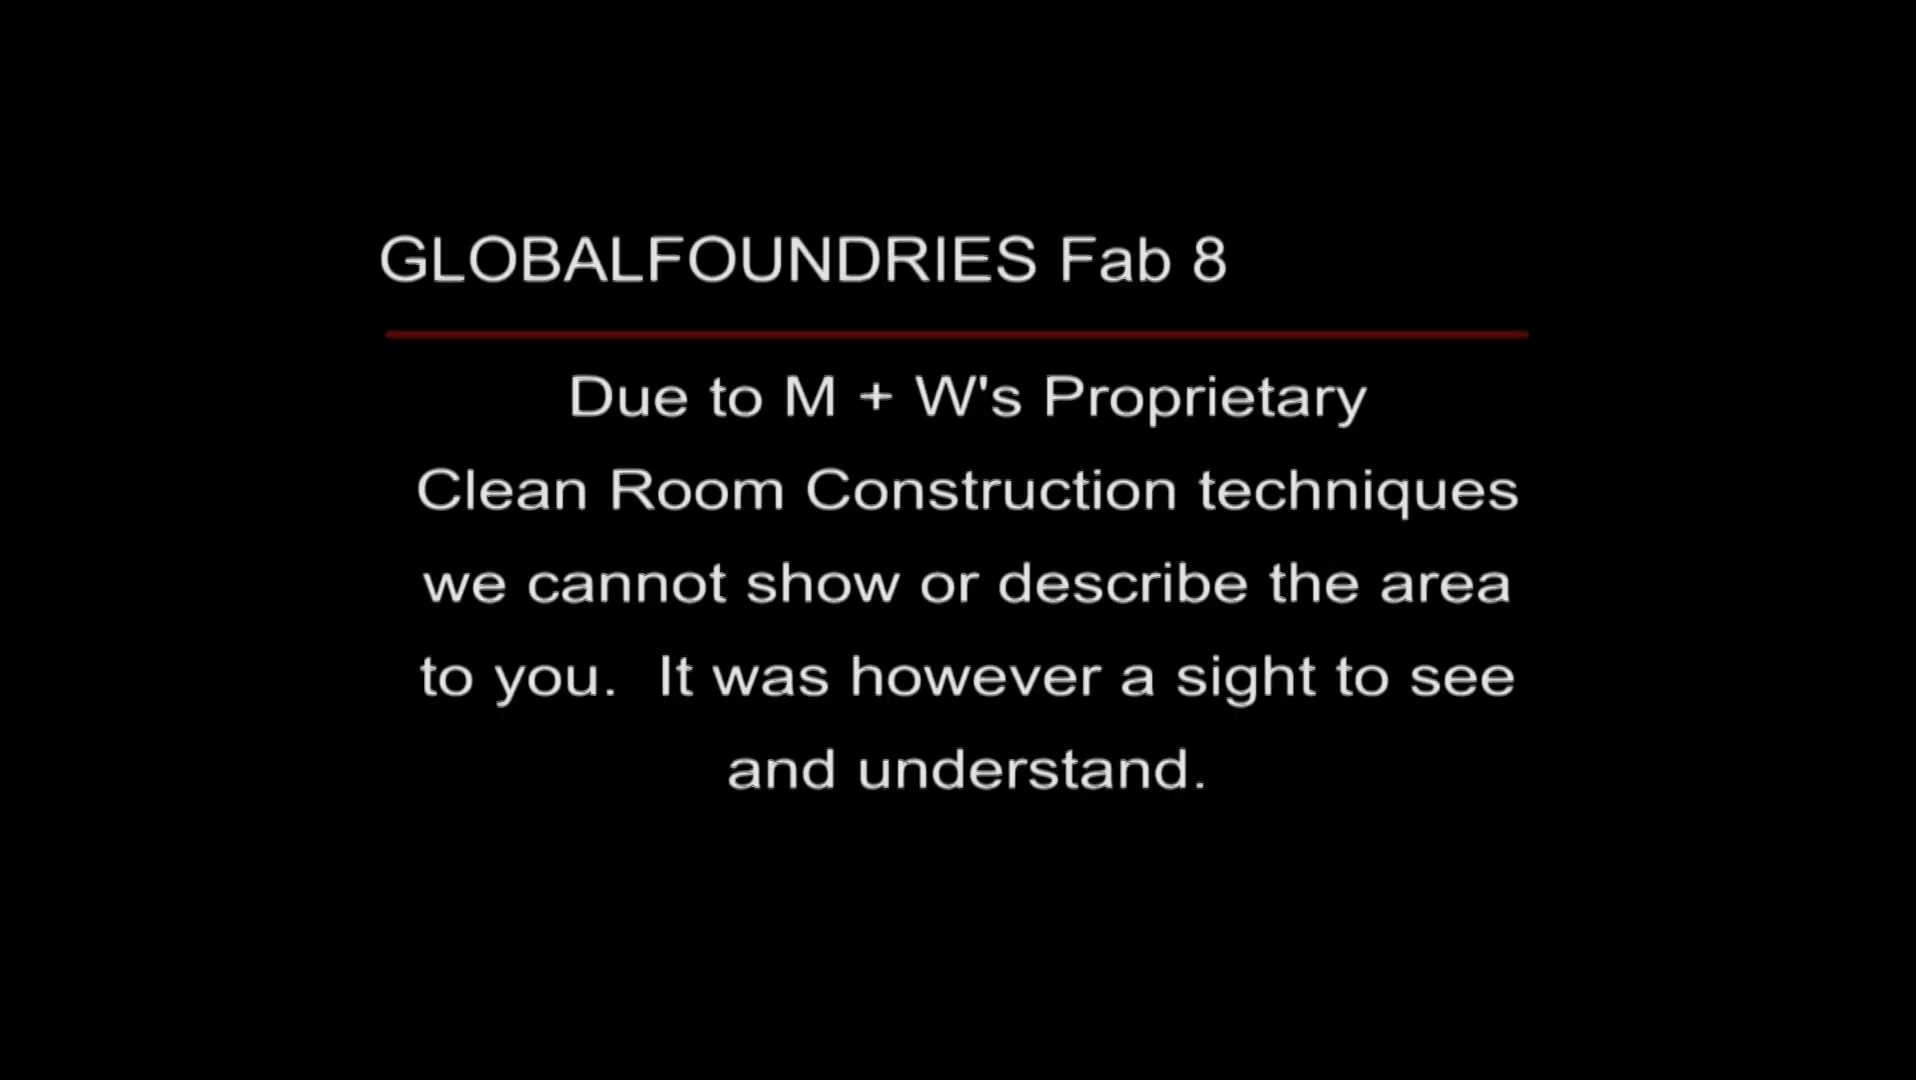 GLOBALFOUNDRIES Fab 8
Due to M + W's Proprietary
Clean Room Construction techniques
we cannot show or describe the area
to you.  It was however a sight to see
and understand.